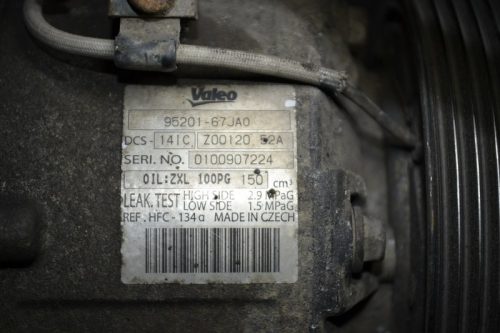 Valeo
95201-67JA0
DCS- 141C Z00120 52A
SERI. NO. 0100907224
OIL:ZXL 100PG 150 cm³
LEAK. TEST HIGH SIDE 2.9 MPaG
LOW SIDE 1.5 MPaG
REF : HFC - 134a MADE IN CZECH